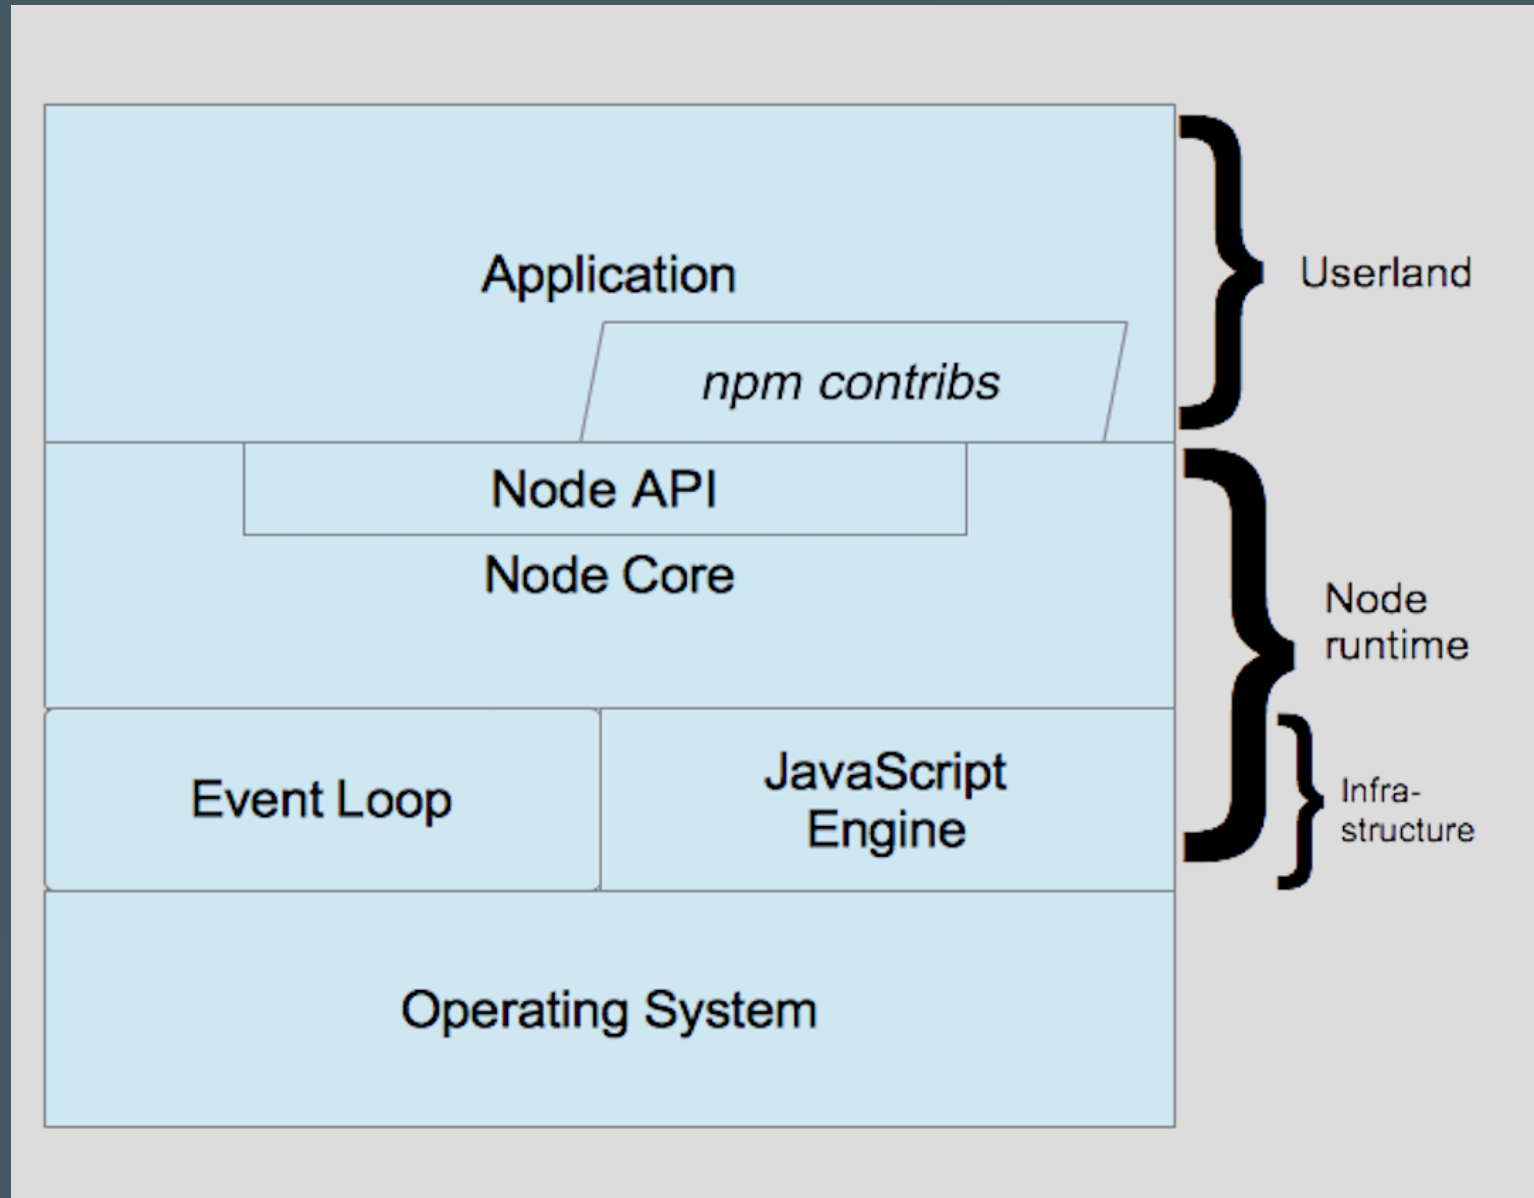 Application
Userland
npm contribs
Node API
Node Core
Node
runtime
Event Loop
JavaScript
Engine
Infra-
structure
Operating System